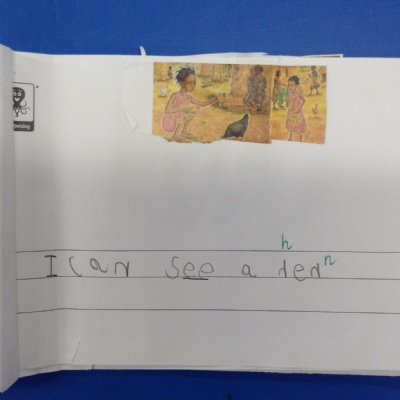 h
I can see a den n